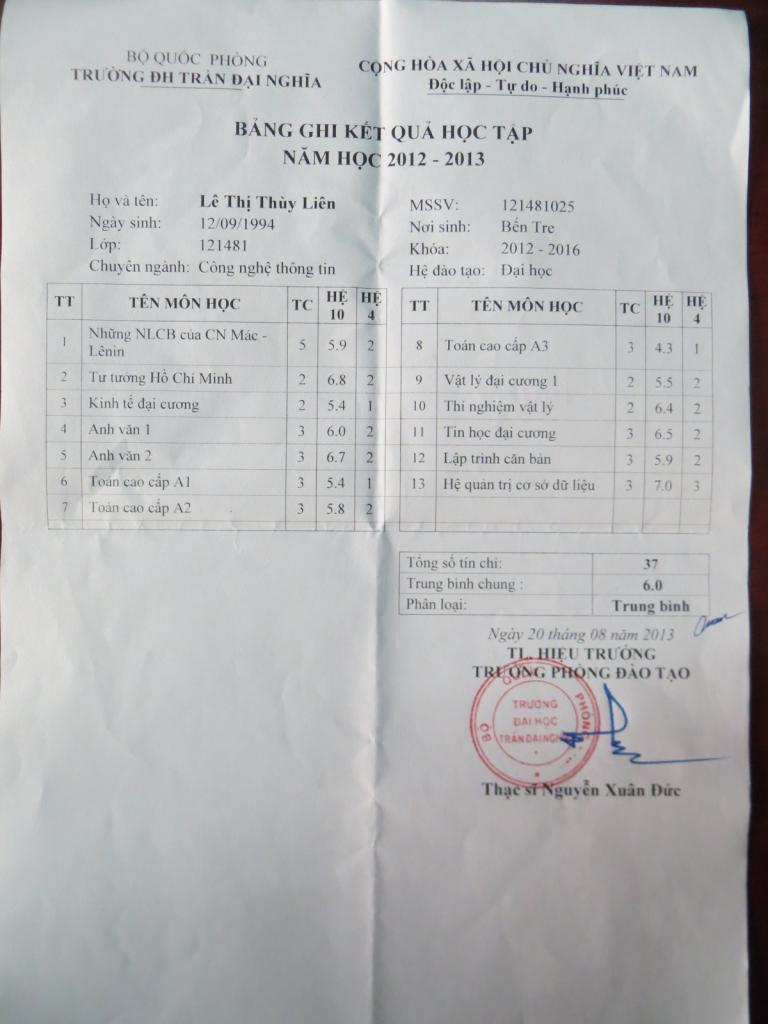 BỘ QUỐC PHÒNG
TRƯỜNG ĐH TRẦN ĐẠI NGHĨA
CỘNG HÒA XÃ HỘI CHỦ NGHĨA VIỆT NAM
Độc lập - Tự do - Hạnh phúc
BẢNG GHI KẾT QUẢ HỌC TẬP
NĂM HỌC 2012 - 2013
Họ và tên: Lê Thị Thùy Liên
Ngày sinh: 12/09/1994
Lớp: 121481
Chuyên ngành: Công nghệ thông tin
MSSV: 121481025
Nơi sinh: Bến Tre
Khóa: 2012 - 2016
Hệ đào tạo: Đại học
TT TÊN MÔN HỌC TC HỆ 10 HỆ 4
1 Những NLCB của CN Mác -
Lênin 5 5.9 2
2 Tư tưởng Hồ Chí Minh 2 6.8 2
3 Kinh tế đại cương 2 5.4 1
4 Anh văn 1 3 6.0 2
5 Anh văn 2 3 6.7 2
6 Toán cao cấp A1 3 5.4 1
7 Toán cao cấp A2 3 5.8 2
TT TÊN MÔN HỌC TC HỆ 10 HỆ 4
8 Toán cao cấp A3 3 4.3 1
9 Vật lý đại cương 1 2 5.5 2
10 Thí nghiệm vật lý 2 6.4 2
11 Tin học đại cương 3 6.5 2
12 Lập trình căn bản 3 5.9 2
13 Hệ quản trị cơ sở dữ liệu 3 7.0 3
Tổng số tín chỉ: 37
Trung bình chung : 6.0
Phân loại: Trung bình
Ngày 20 tháng 08 năm 2013
TL. HIỆU TRƯỞNG
TRƯỞNG PHÒNG ĐÀO TẠO
BỘ QUỐC PHÒNG
TRƯỜNG
ĐẠI HỌC
TRẦN ĐẠI NGHĨA
Thạc sĩ Nguyễn Xuân Đức